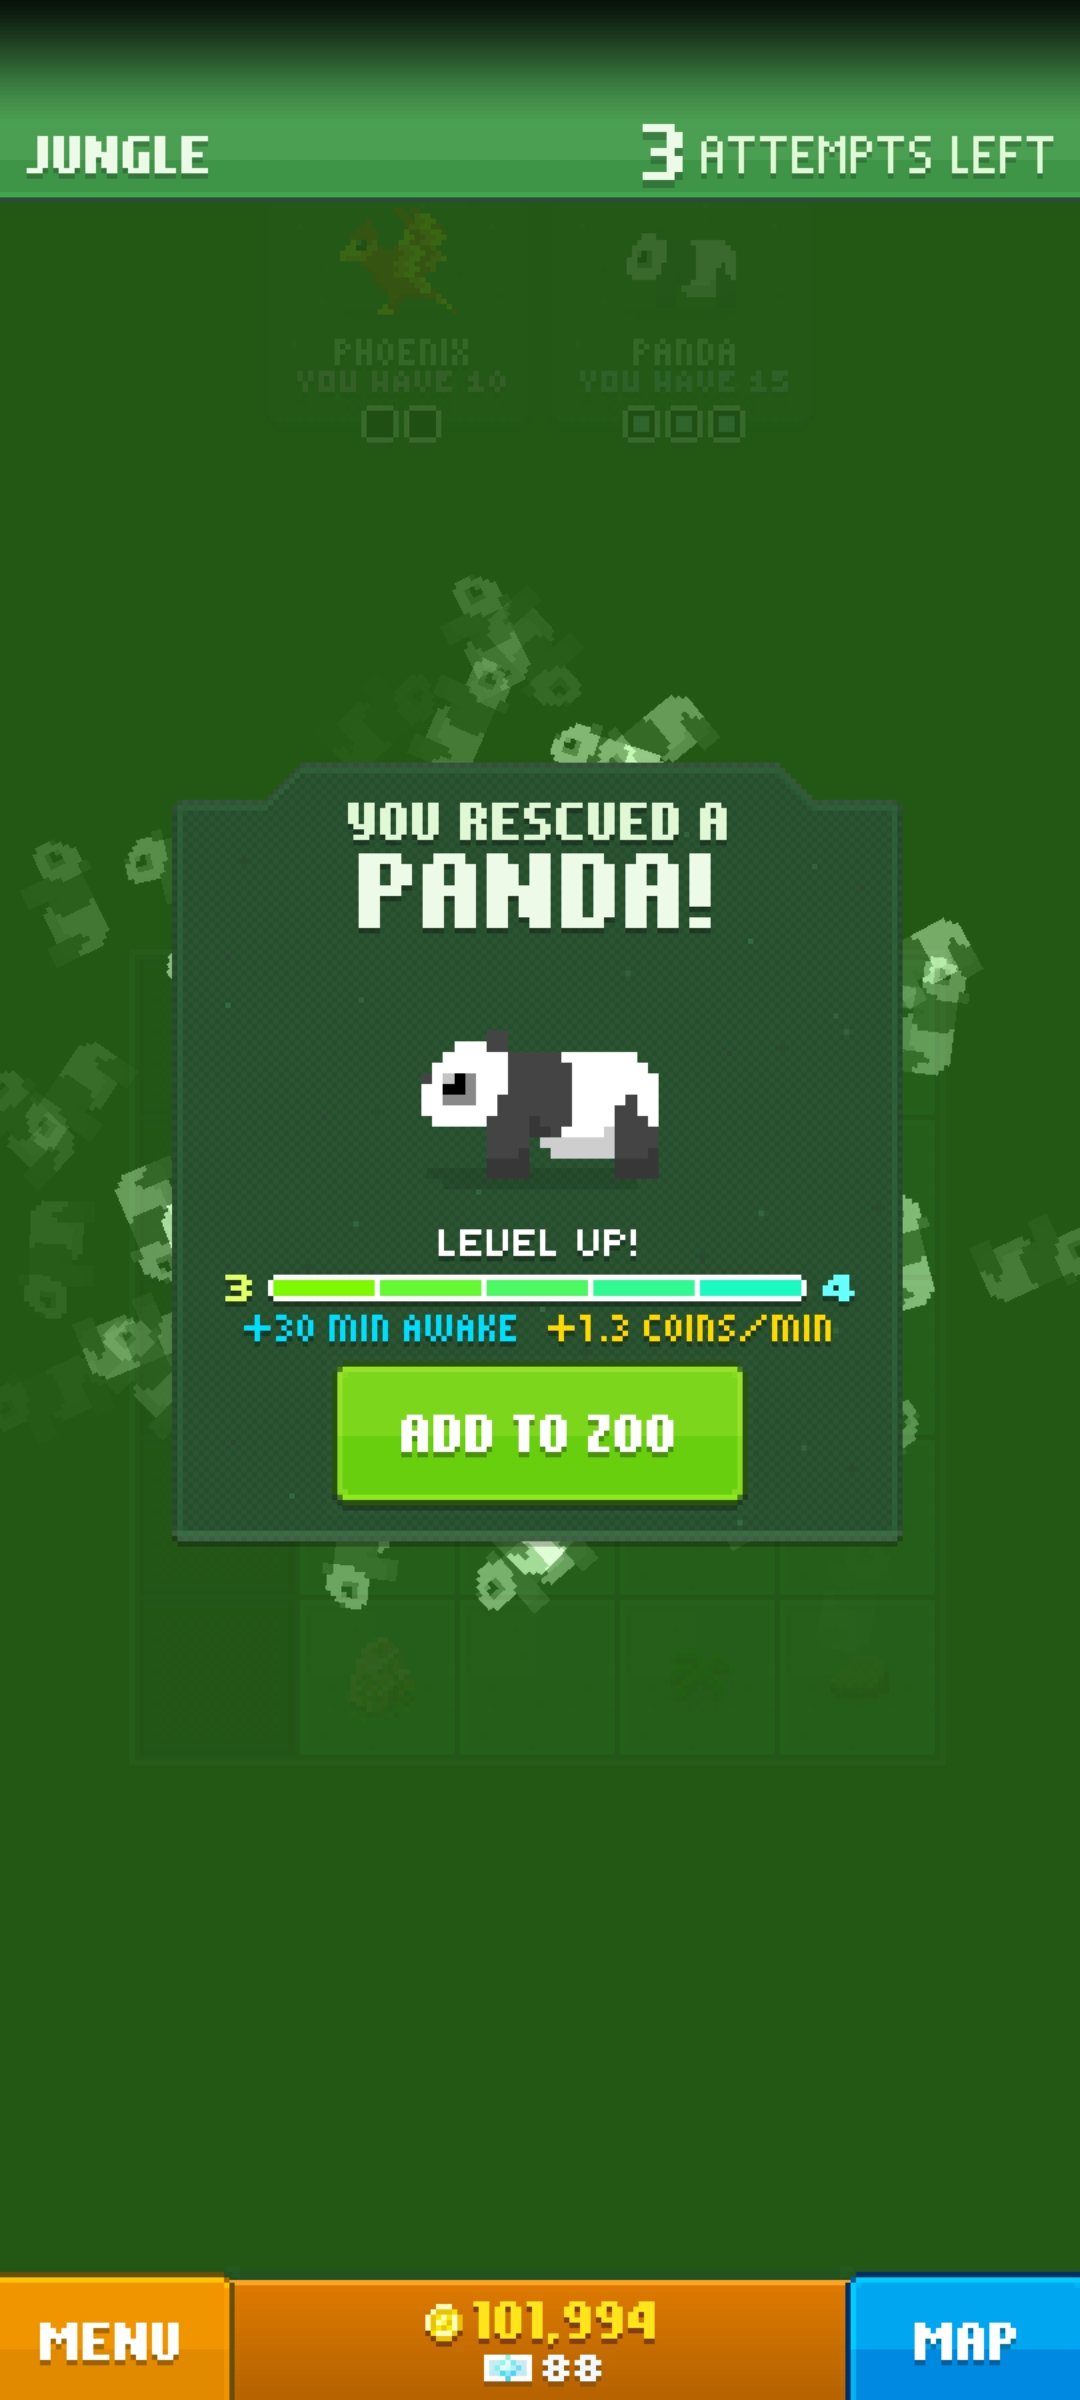 JUNGLE
3 ATTEMPTS LEFT
PHOENIX
YOU HAVE 10
PANDA
YOU HAVE 15
YOU RESCUED A
PANDA!
LEVEL UP!
3 4
+30 MIN AWAKE +1.3 COINS/MIN
ADD TO ZOO
MENU
101,994
88
MAP